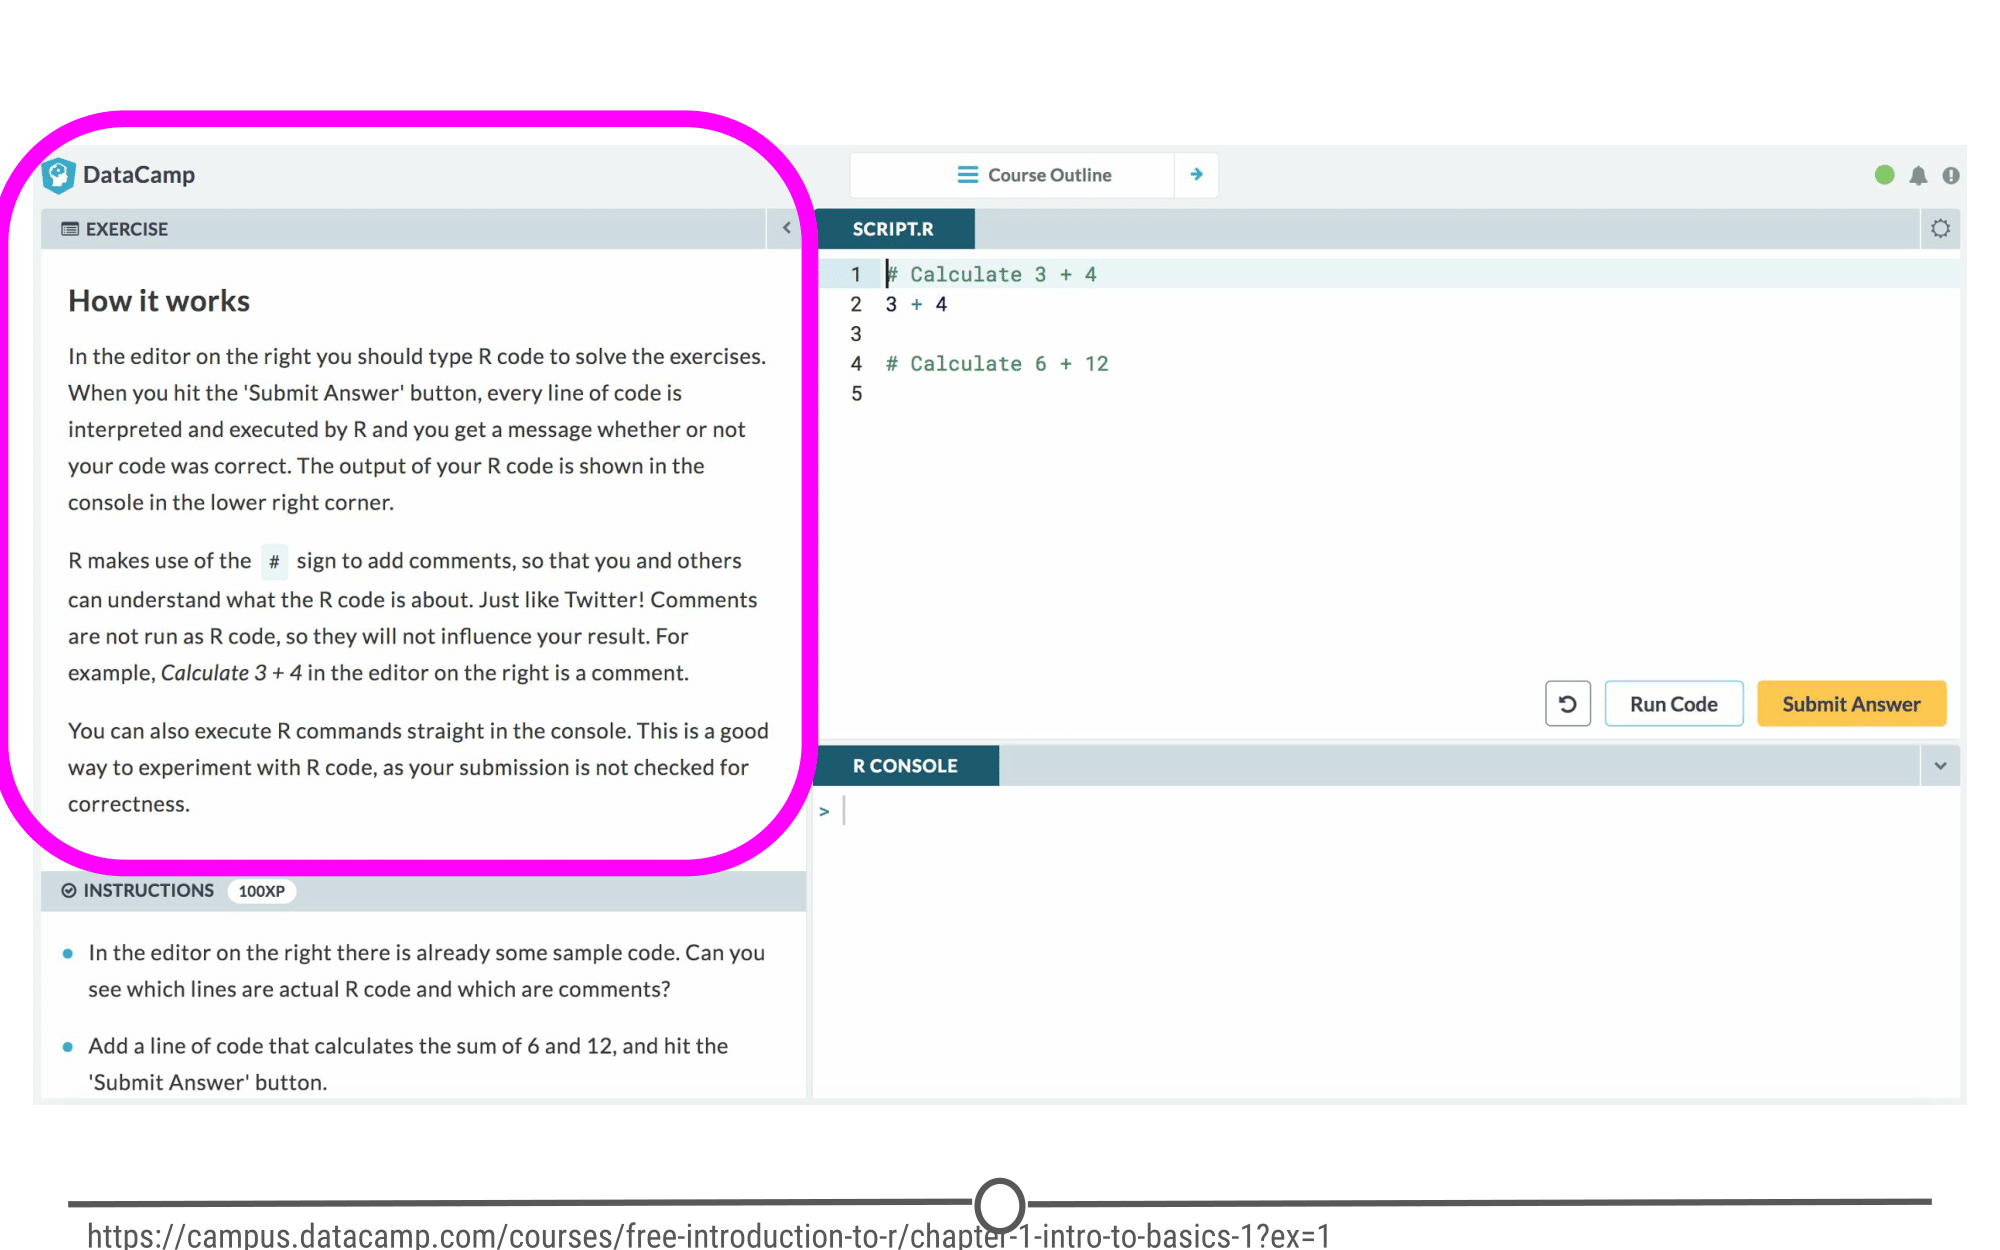 DataCamp
Course Outline
EXERCISE
How it works
In the editor on the right you should type R code to solve the exercises.
When you hit the 'Submit Answer' button, every line of code is
interpreted and executed by R and you get a message whether or not
your code was correct. The output of your R code is shown in the
console in the lower right corner.
R makes use of the # sign to add comments, so that you and others
can understand what the R code is about. Just like Twitter! Comments
are not run as R code, so they will not influence your result. For
example, Calculate 3 + 4 in the editor on the right is a comment.
You can also execute R commands straight in the console. This is a good
way to experiment with R code, as your submission is not checked for
correctness.
INSTRUCTIONS 100XP
In the editor on the right there is already some sample code. Can you
see which lines are actual R code and which are comments?
Add a line of code that calculates the sum of 6 and 12, and hit the
'Submit Answer' button.
SCRIPT.R
1 # Calculate 3 + 4
2 3 + 4
3
4 # Calculate 6 + 12
5
Run Code
Submit Answer
R CONSOLE
>
https://campus.datacamp.com/courses/free-introduction-to-r/chapter-1-intro-to-basics-1?ex=1